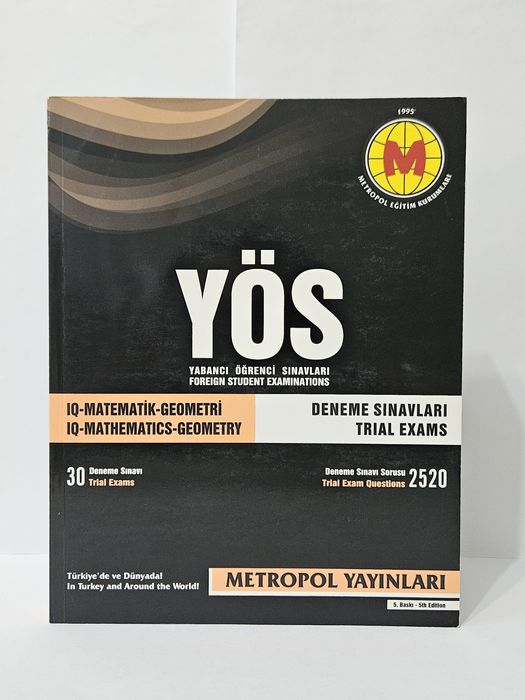 1995
M
METROPOL EĞİTİM KURUMLARI
YÖS
YABANCI ÖĞRENCİ SINAVLARI
FOREIGN STUDENT EXAMINATIONS
IQ-MATEMATİK-GEOMETRİ
IQ-MATHEMATICS-GEOMETRY
DENEME SINAVLARI
TRIAL EXAMS
30 Deneme Sınavı
Trial Exams
Deneme Sınavı Sorusu
Trial Exam Questions 2520
Türkiye'de ve Dünyada!
In Turkey and Around the World!
METROPOL YAYINLARI
5. Baskı - 5th Edition